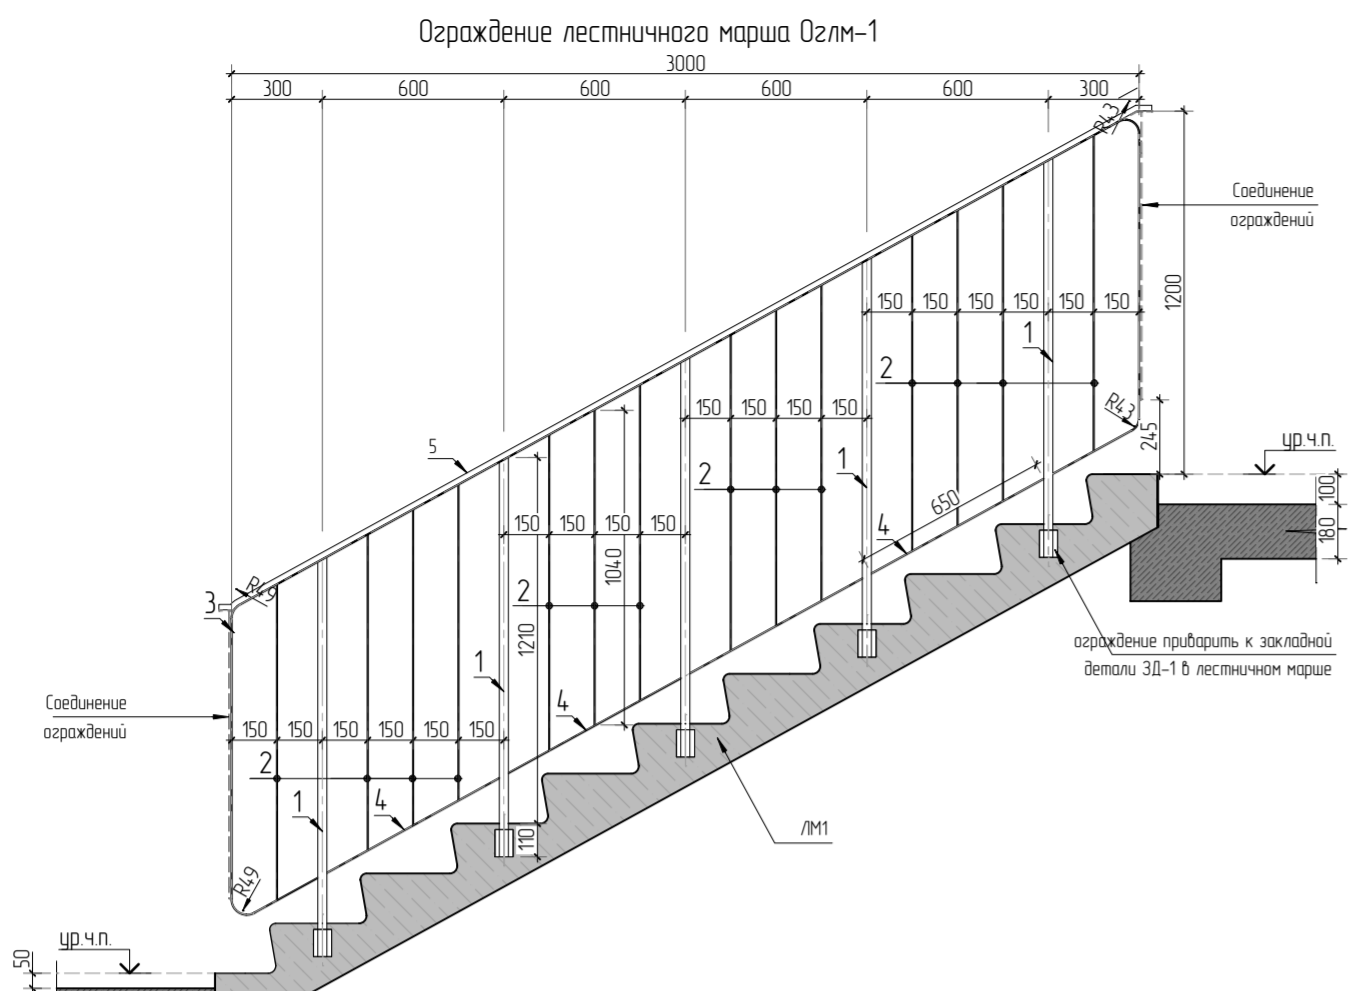 Ограждение лестничного марша Оглм-1
3000
300 600 600 600 600 300
R43
Соединение
ограждений
1200
150 150 150 150 150 150
1
2
R43
245
ур.ч.п.
150 150 150 150
5
2
1
650
100
180
4
150 150 150 150
1040
R49
3
2
1210
ограждение приварить к закладной
детали ЗД-1 в лестничном марше
1
4
Соединение
ограждений
150 150 150 150 150 150
2
1
4
110
ЛМ1
R49
ур.ч.п.
50